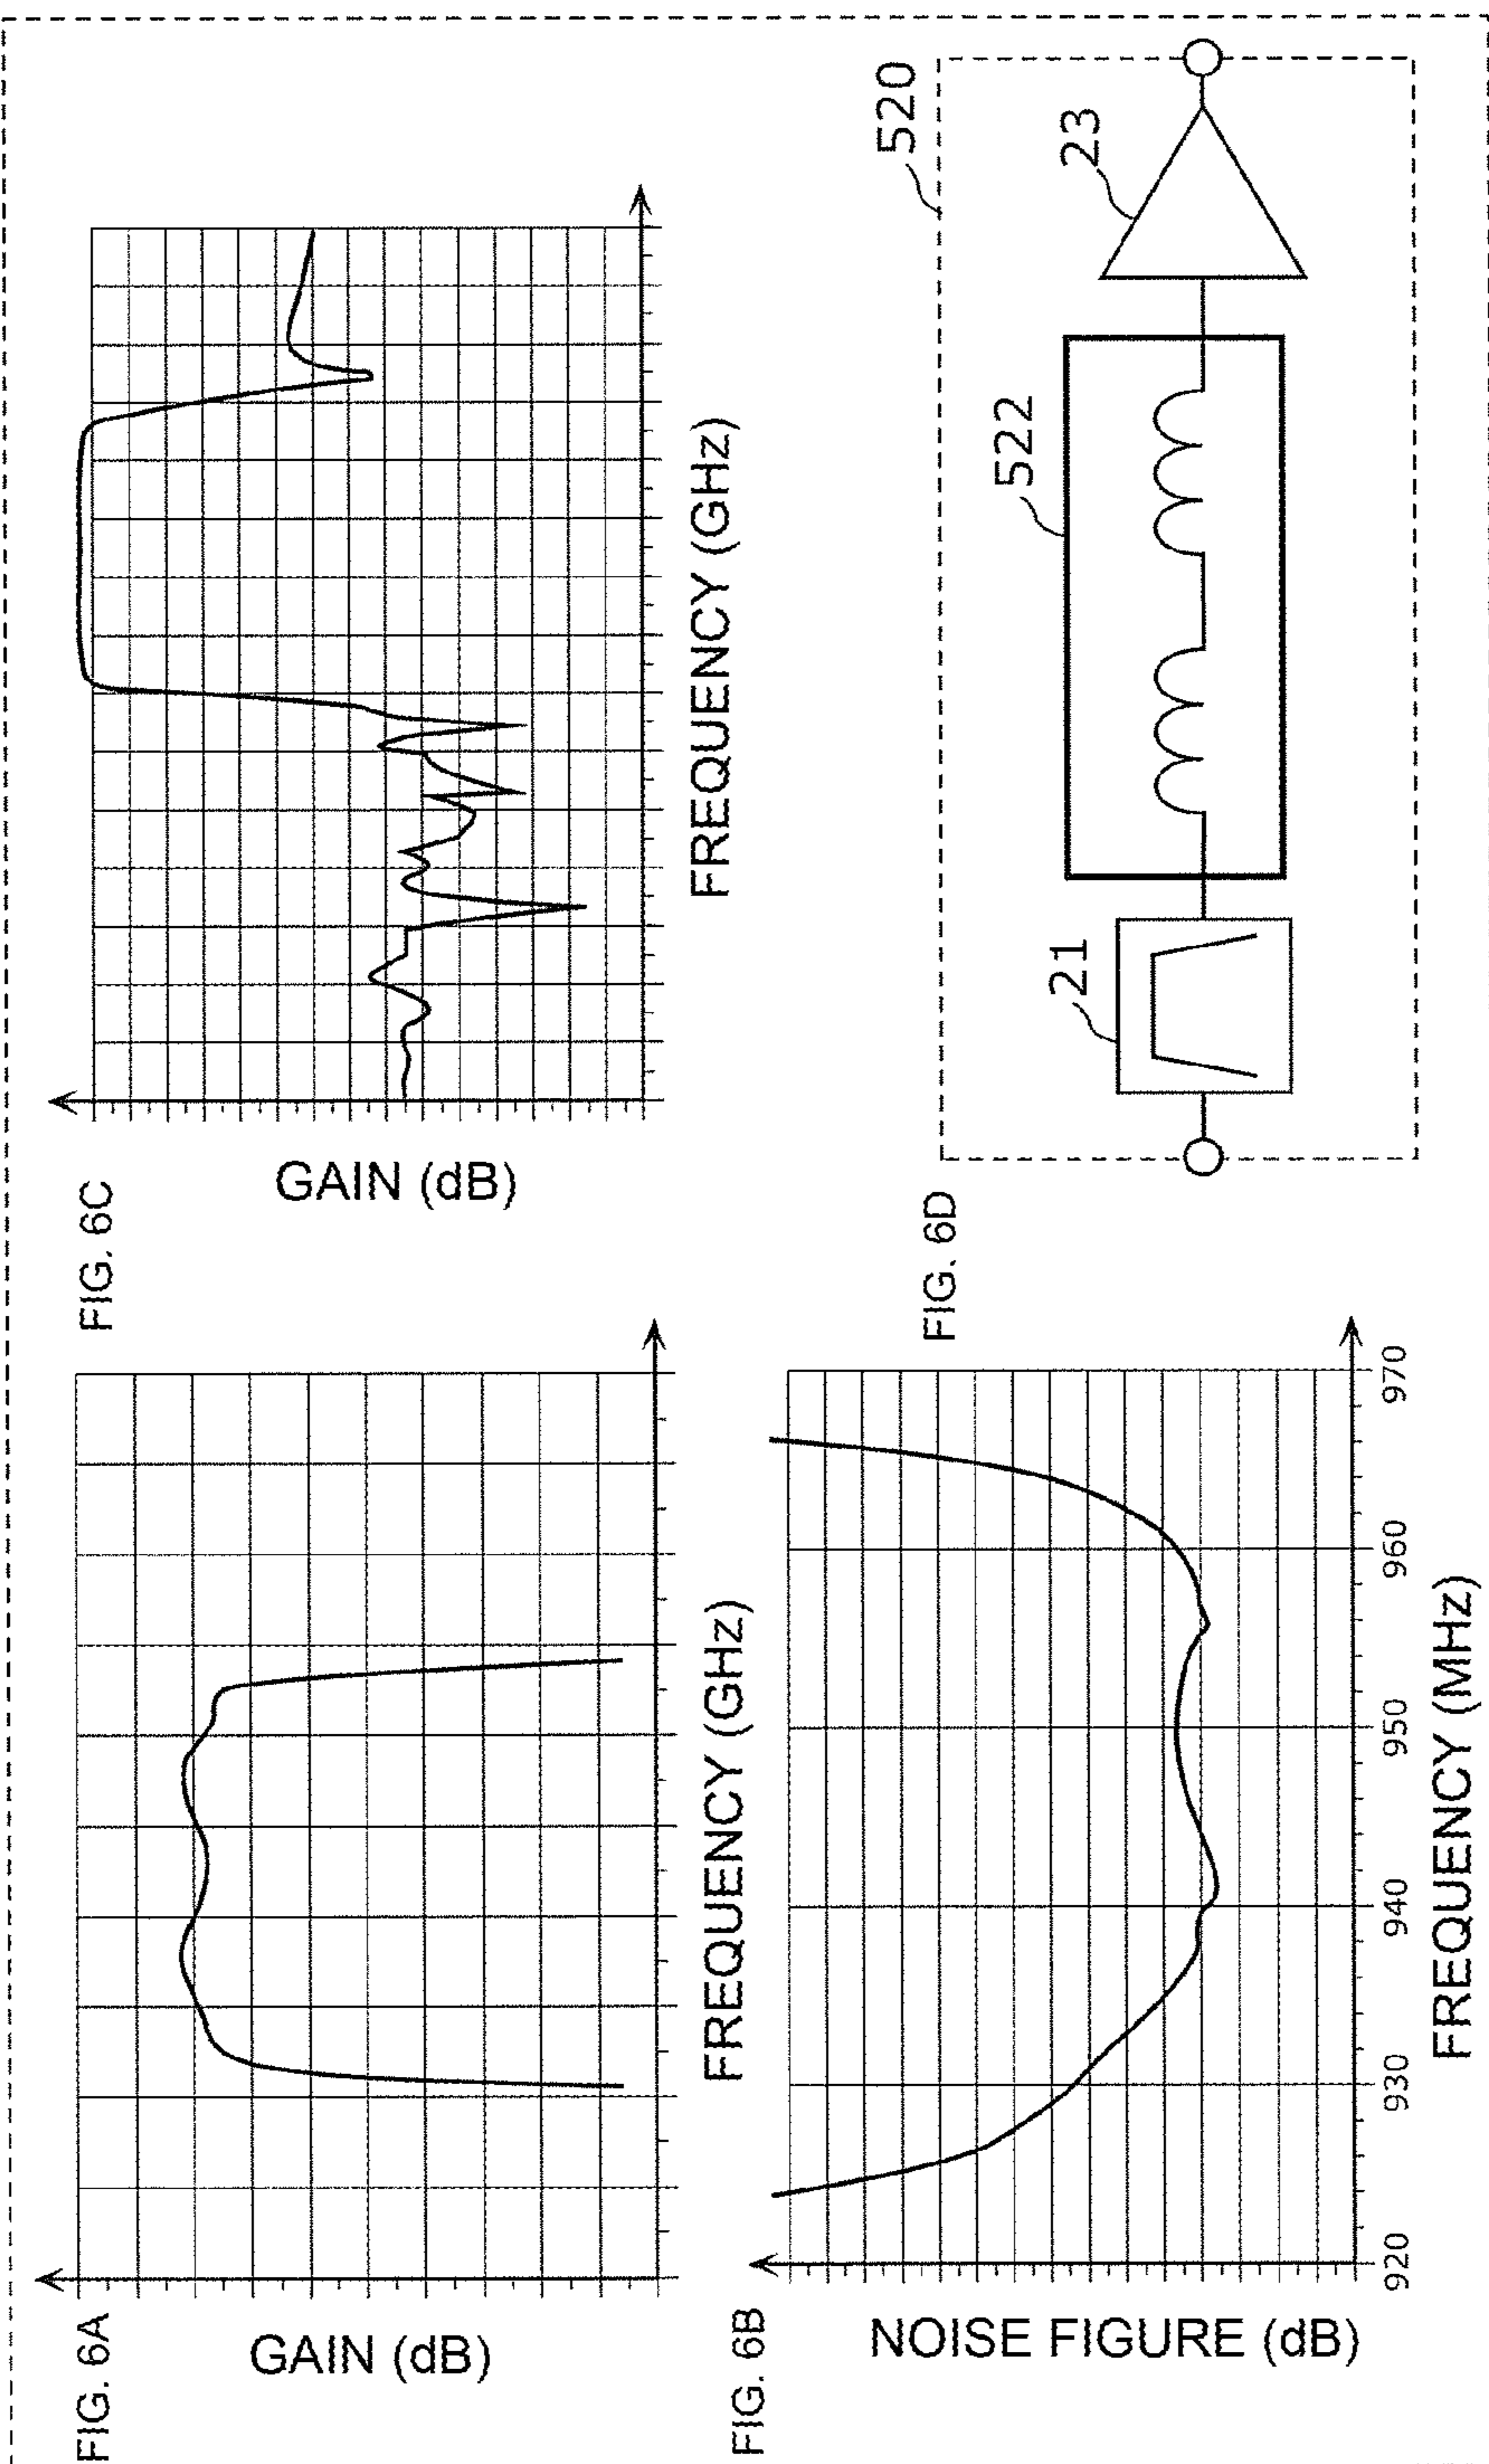 FIG. 6A
GAIN (dB)
FREQUENCY (GHz)
FIG. 6B
NOISE FIGURE (dB)
920 930 940 950 960 970
FREQUENCY (MHz)
FIG. 6C
GAIN (dB)
FREQUENCY (GHz)
FIG. 6D
520
21
522
23